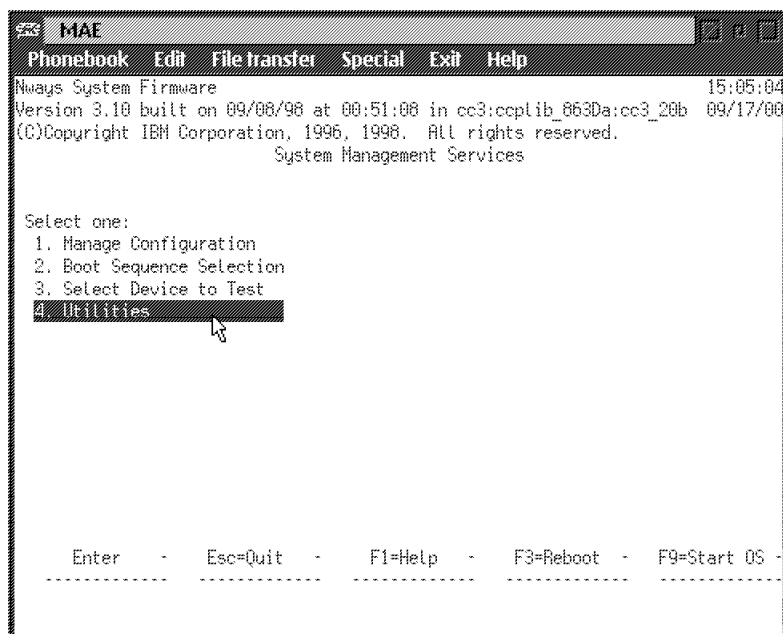 MAE
Phonebook Edit File transfer Special Exit Help
Nways System Firmware 15:05:04
Version 3.10 built on 09/08/98 at 00:51:08 in cc3:ccplib_863Da:cc3_20b 09/17/00
(C)Copyright IBM Corporation, 1996, 1998. All rights reserved.
System Management Services
Select one:
1. Manage Configuration
2. Boot Sequence Selection
3. Select Device to Test
4. Utilities
Enter - Esc=Quit - F1=Help - F3=Reboot - F9=Start OS -